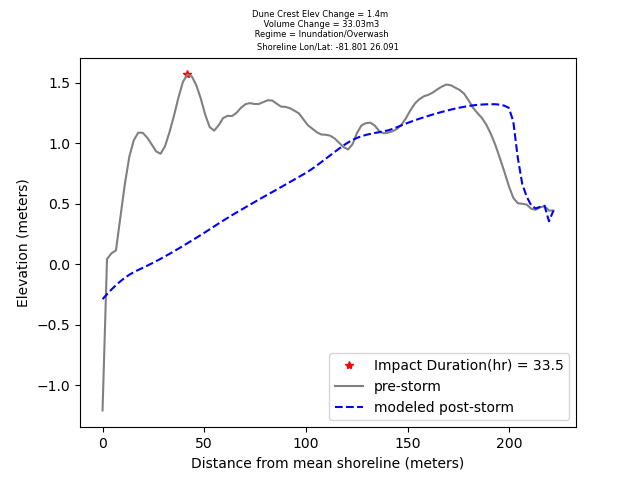 Dune Crest Elev Change = 1.4m
Volume Change = 33.03m3
Regime = Inundation/Overwash
Shoreline Lon/Lat: -81.801 26.091
1.5
1.0
0.5
0.0
−0.5
−1.0
Elevation (meters)
Impact Duration(hr) = 33.5
pre-storm
modeled post-storm
0 50 100 150 200
Distance from mean shoreline (meters)